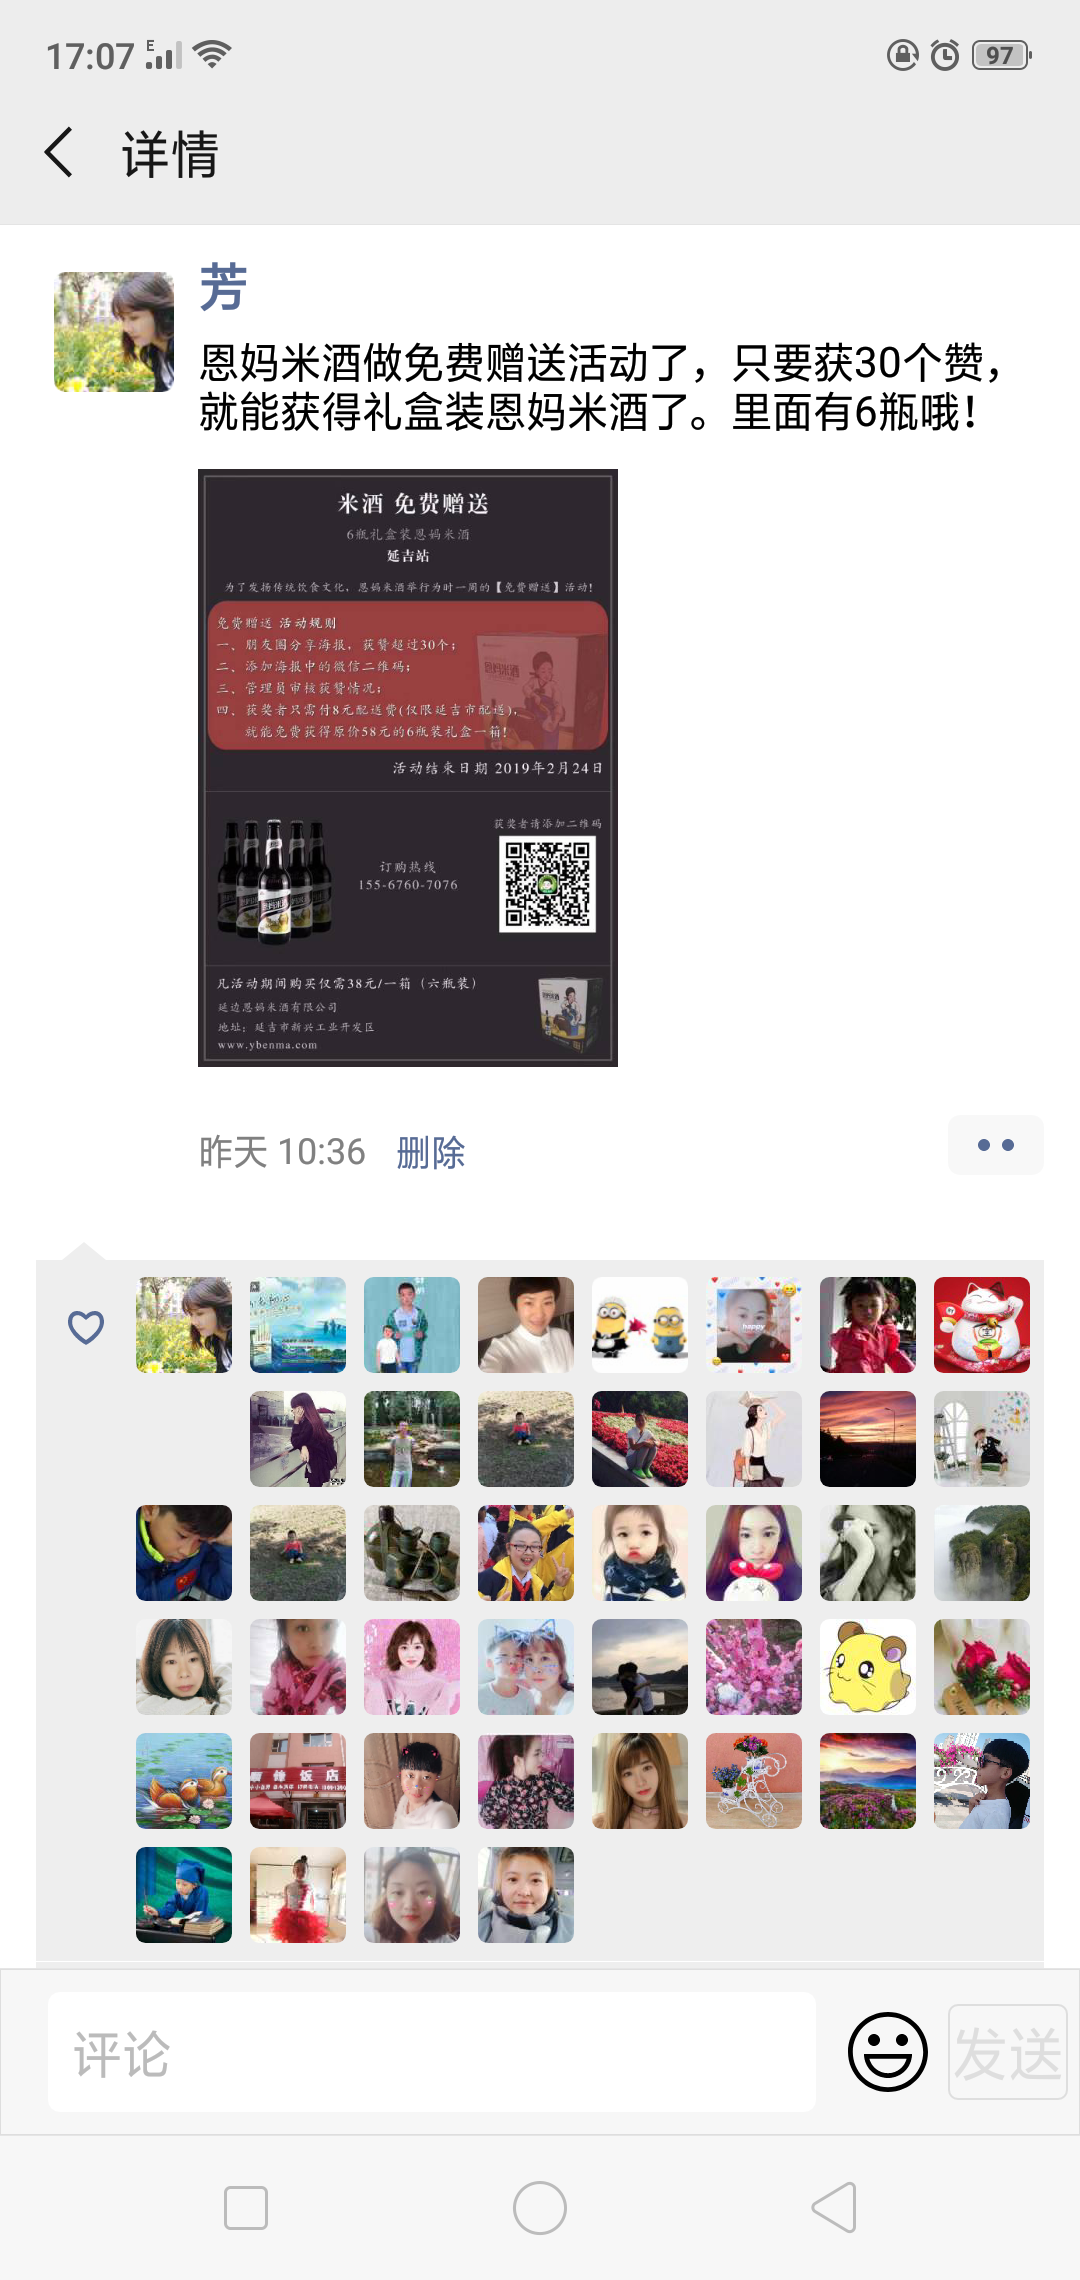 17:07
E
97
详情
芳
恩妈米酒做免费赠送活动了，只要获30个赞，
就能获得礼盒装恩妈米酒了。里面有6瓶哦！
米酒 免费赠送
6瓶礼盒装恩妈米酒
延吉站
为了发扬传统饮食文化，恩妈米酒举行为时一周的【免费赠送】活动！
免费赠送 活动规则
一、朋友圈分享海报，获赞超过30个；
二、添加海报中的微信二维码；
三、管理员审核获赞情况；
四、获奖者只需付8元配送费(仅限延吉市配送)，
就能免费获得原价58元的6瓶装礼盒一箱！
恩妈米酒
活动结束日期 2019年2月24日
获奖者请添加二维码
订购热线
155-6760-7076
凡活动期间购买仅需38元/一箱（六瓶装）
延边恩妈米酒有限公司
地址：延吉市新兴工业开发区
www.ybenma.com
昨天 10:36 删除
happy
饭店
评论
发送